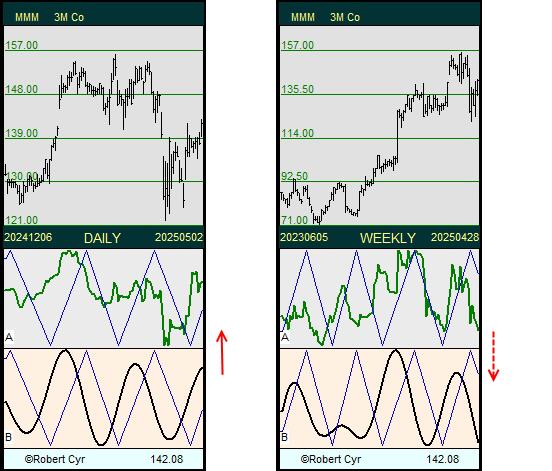 MMM 3M Co
157.00
148.00
139.00
130.00
121.00
20241206 DAILY 20250502
A
B
©Robert Cyr 142.08
MMM 3M Co
157.00
135.50
114.00
92.50
71.00
20230605 WEEKLY 20250428
A
B
©Robert Cyr 142.08